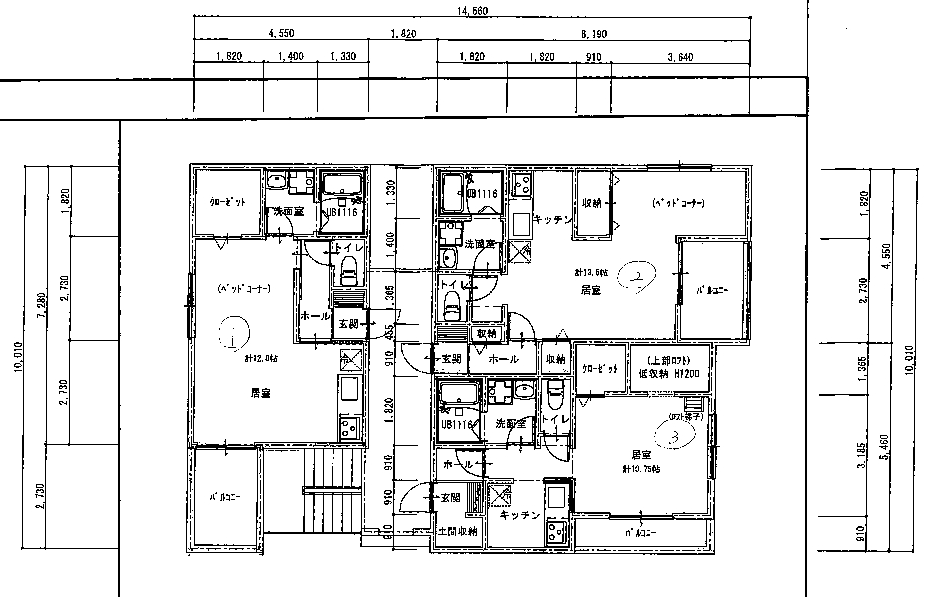 14,560
4,550
1,820
8,190
1,820
1,400
1,330
1,820
1,820
910
3,640
1,820
2,730
2,730
7,280
2,730
10,010
クローゼット
洗面室
UB1116
トイレ
(ベッドコーナー)
ホール
玄関
1
計12.0帖
居室
バルコニー
1,330
1,400
1,365
455
910
1,820
910
910
910
UB1116
キッチン
収納
(ベッドコーナー)
洗面室
計13.5帖
2
居室
バルコニー
トイレ
収納
玄関
ホール
収納
クローゼット
(上部ロフト)
低収納 H1200
UB1116
洗面室
トイレ
(ロフト梯子)
3
居室
計10.75帖
ホール
玄関
キッチン
土間収納
バルコニー
1,820
2,730
4,550
1,365
3,185
5,460
910
10,010